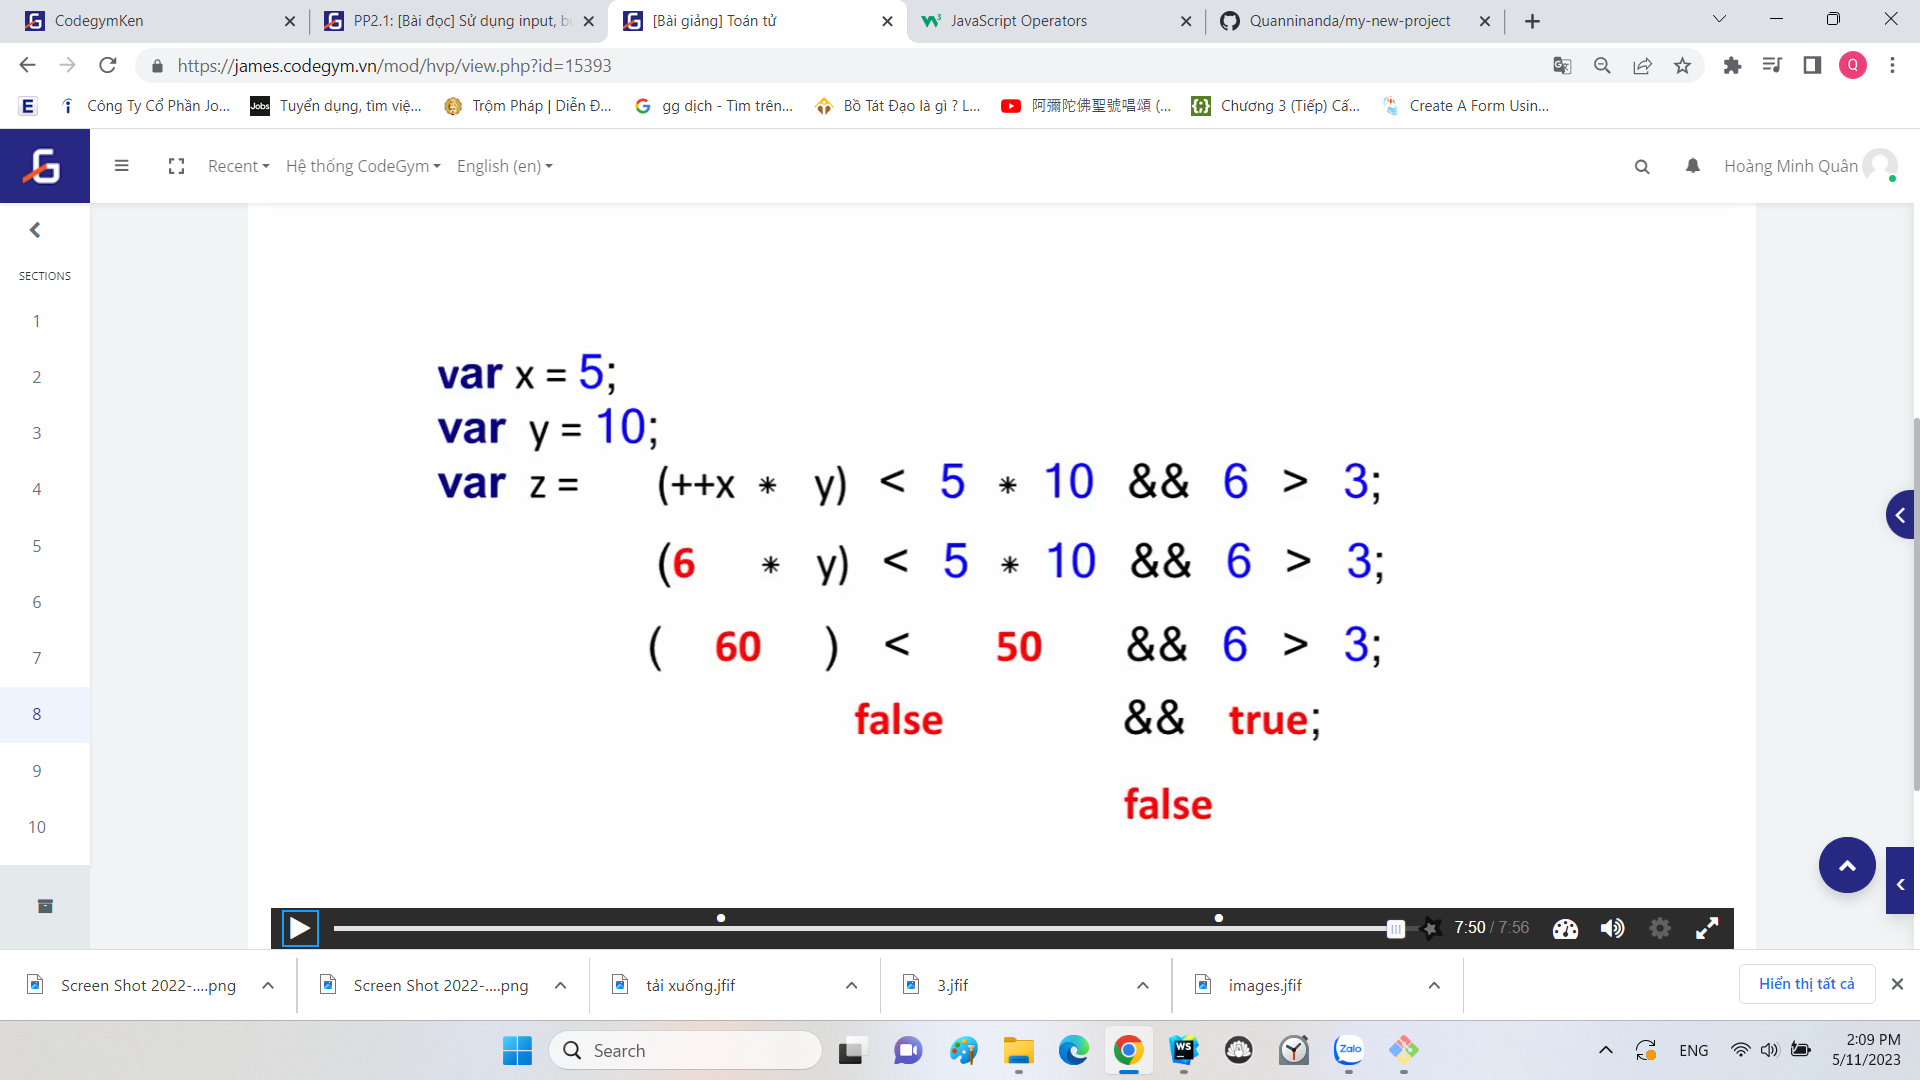 CodegymKen
PP2.1: [Bài đọc] Sử dụng input, bu
[Bài giảng] Toán tử
JavaScript Operators
Quanninanda/my-new-project
https://james.codegym.vn/mod/hvp/view.php?id=15393
Q
E Công Ty Cổ Phần Jo... Jobs Tuyển dụng, tìm việ... Trộm Pháp | Diễn Đ... gg dịch - Tìm trên... Bồ Tát Đạo là gì ? L... 阿彌陀佛聖號唱頌 (... Chương 3 (Tiếp) Cấ... Create A Form Usin...
Recent Hệ thống CodeGym English (en) Hoàng Minh Quân
SECTIONS
1
2
3
4
5
6
7
8
9
10
var x = 5;
var y = 10;
var z = (++x * y) < 5 * 10 && 6 > 3;
(6 * y) < 5 * 10 && 6 > 3;
( 60 ) < 50 && 6 > 3;
false && true;
false
7:50 / 7:56
Screen Shot 2022-....png Screen Shot 2022-....png tải xuống.jfif 3.jfif images.jfif Hiển thị tất cả
Search
WS
Zalo
ENG
2:09 PM
5/11/2023